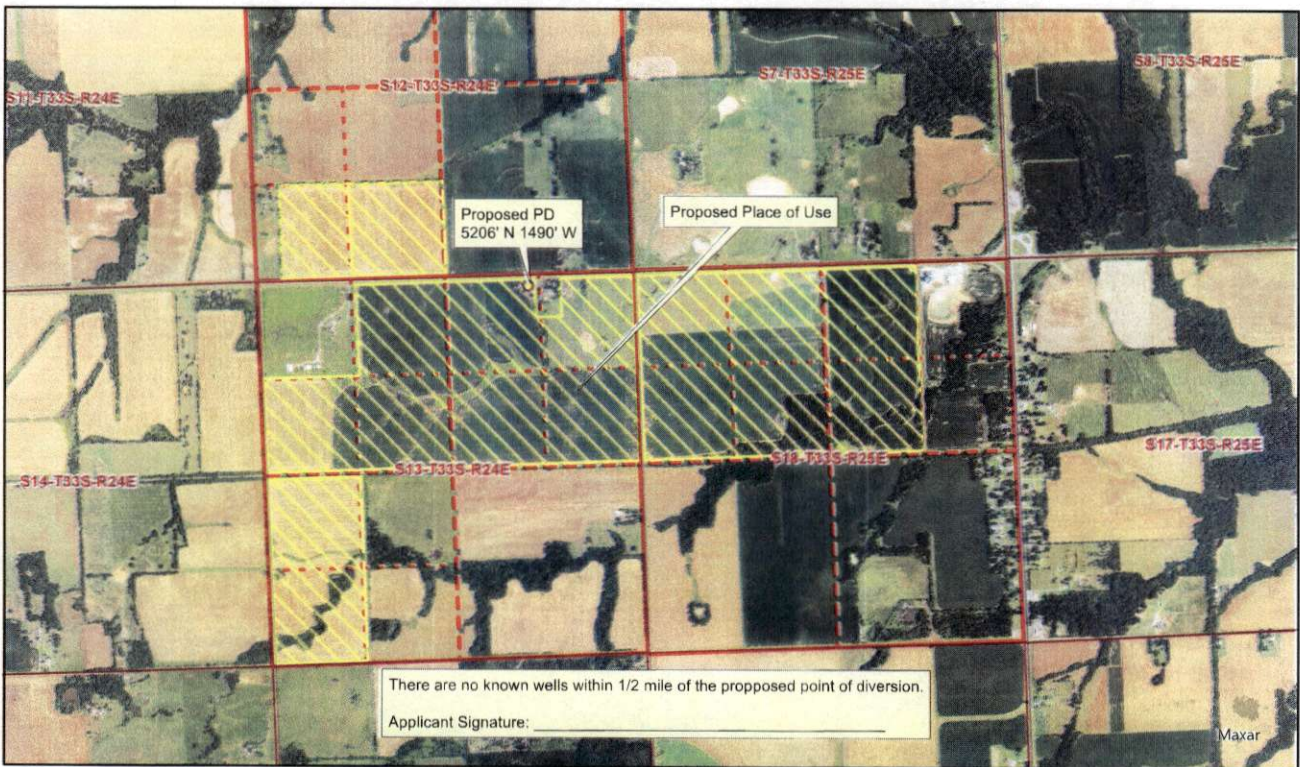 S11-T33S-R24E
S12-T33S-R24E
S7-T33S-R25E
S8-T33S-R25E
Proposed PD
5206' N 1490' W
Proposed Place of Use
S14-T33S-R24E
S13-T33S-R24E
S18-T33S-R25E
S17-T33S-R25E
There are no known wells within 1/2 mile of the propposed point of diversion.
Applicant Signature:
Maxar